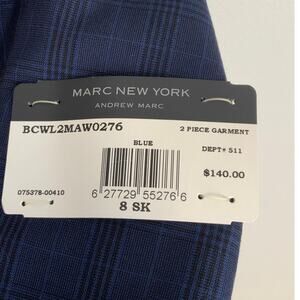 MARC NEW YORK
ANDREW MARC
BCWL2MAW0276
2 PIECE GARMENT
BLUE
DEPT# 511
$140.00
075378-00410
6 27729 55276 6
8 SK